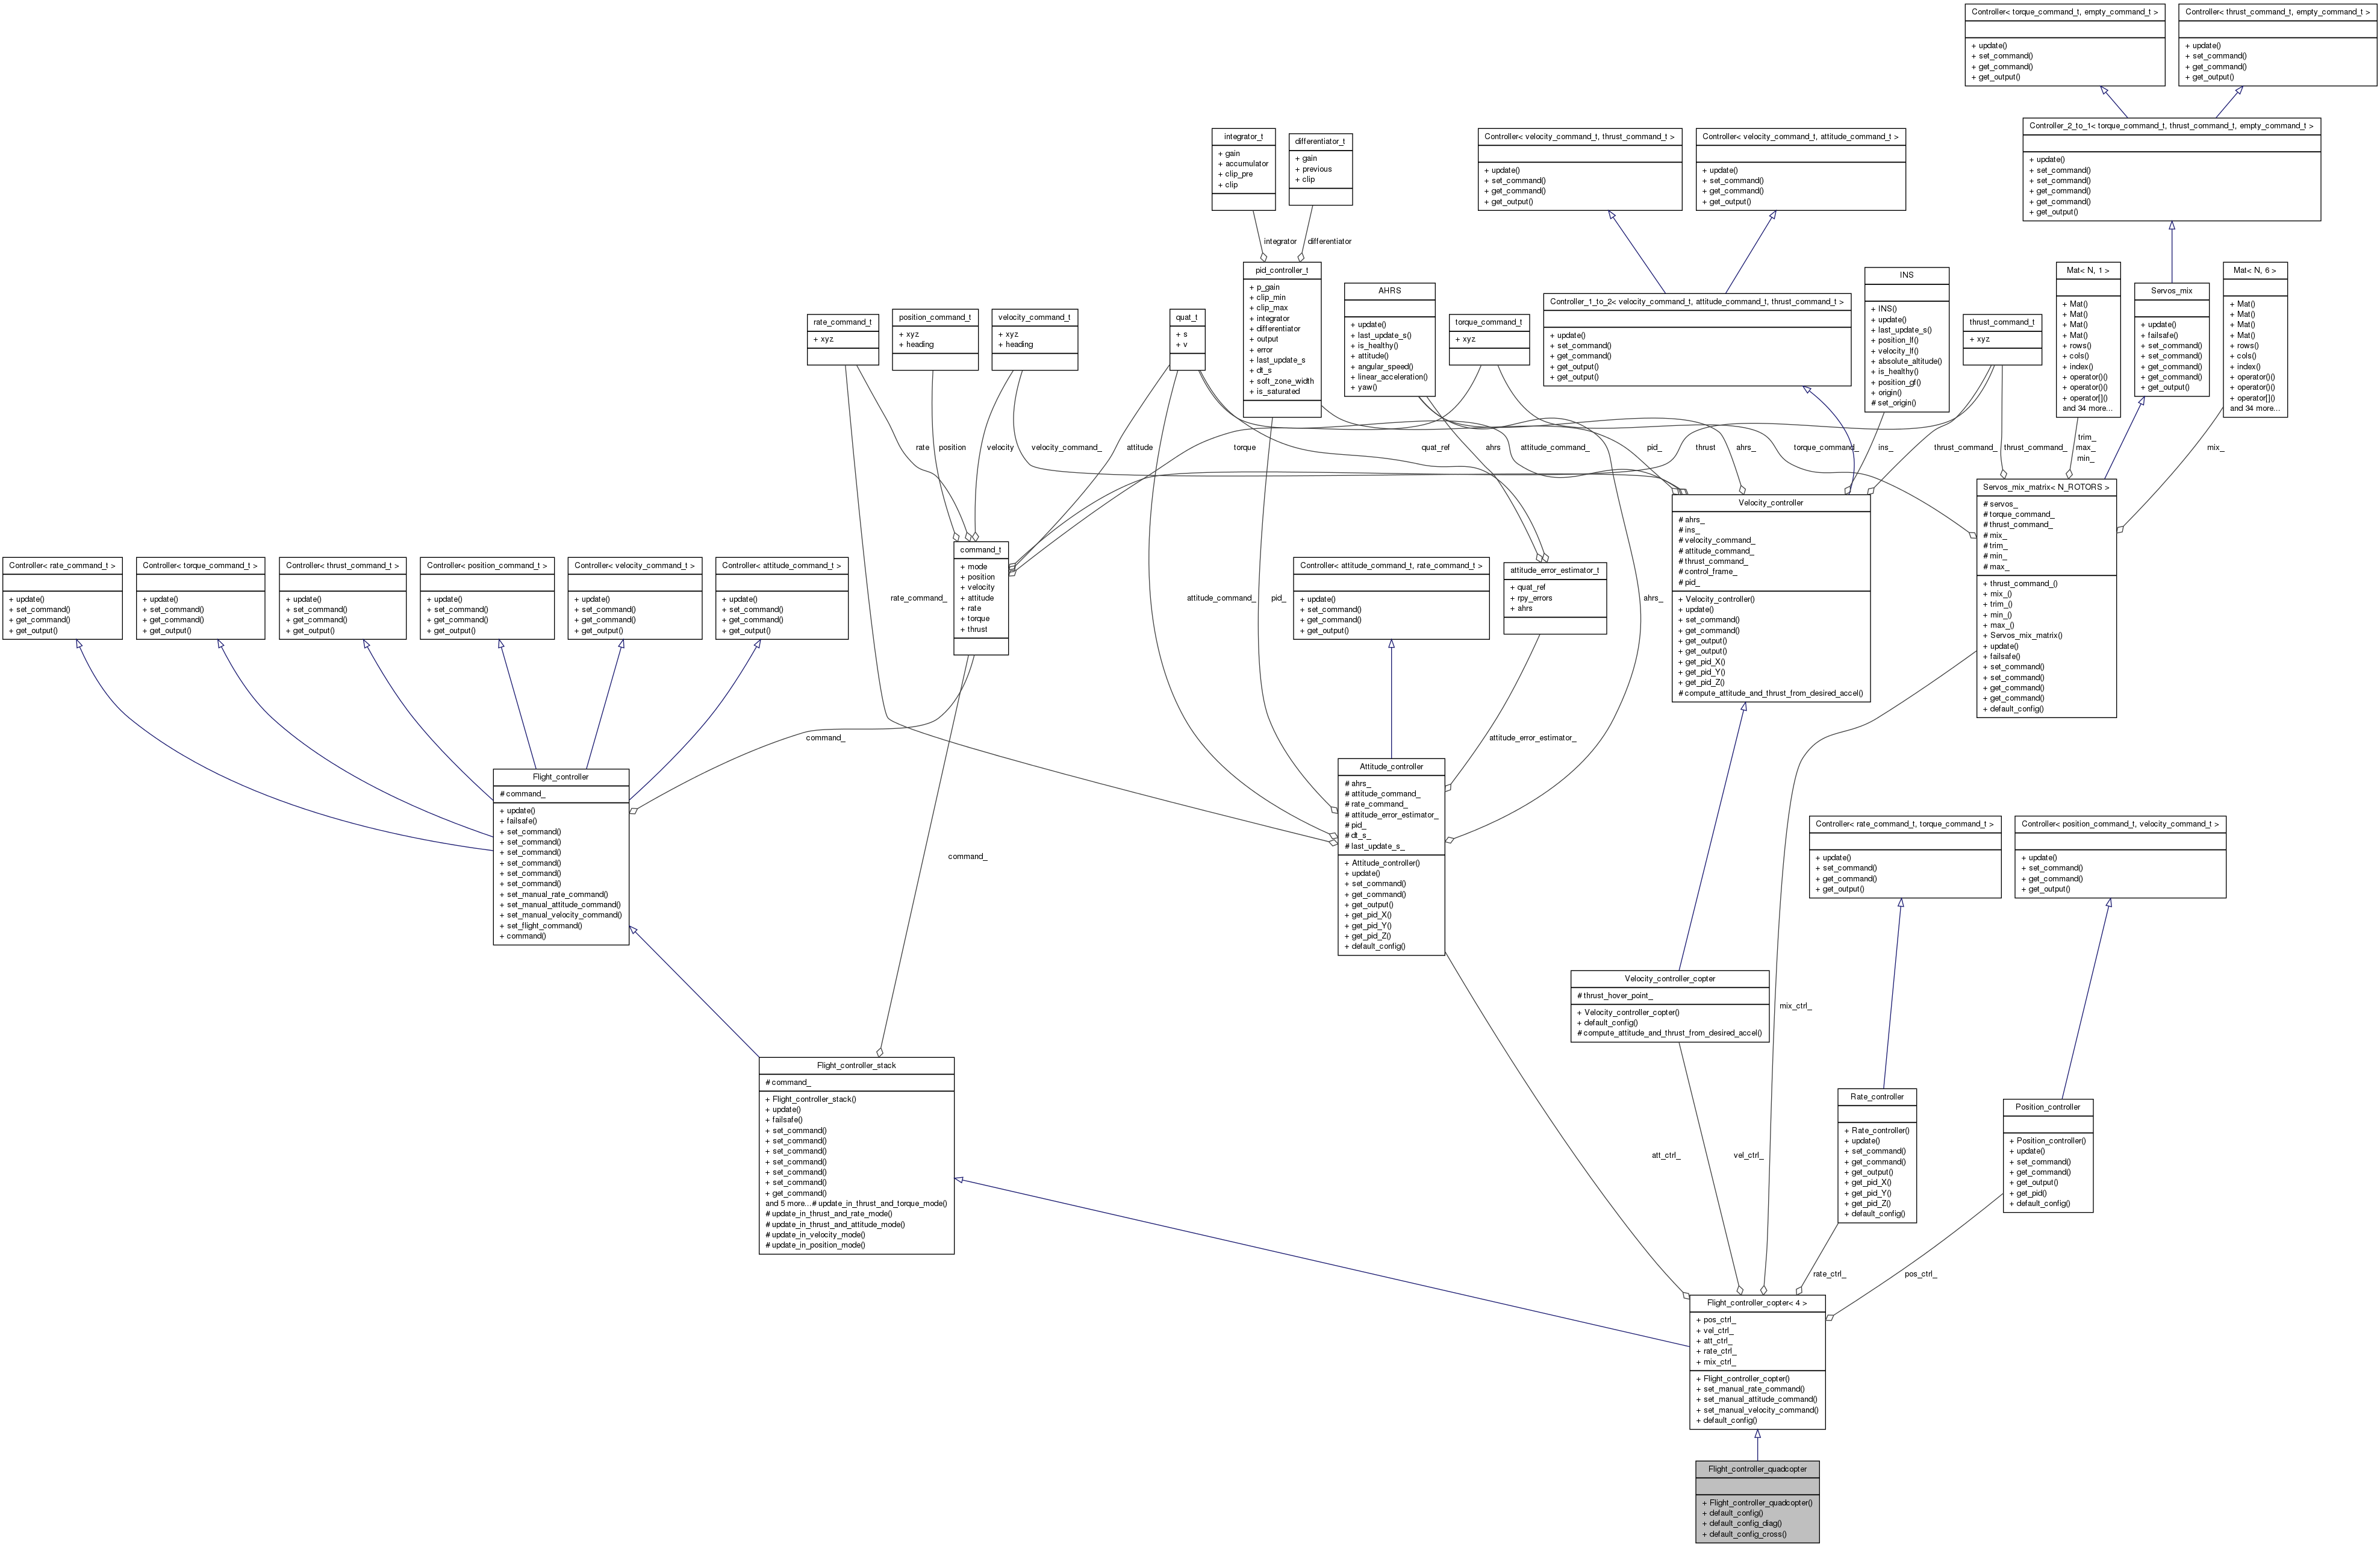 Controller< torque_command_t, empty_command_t >
+ update()
+ set_command()
+ get_command()
+ get_output()
Controller< thrust_command_t, empty_command_t >
+ update()
+ set_command()
+ get_command()
+ get_output()
Controller_2_to_1< torque_command_t, thrust_command_t, empty_command_t >
+ update()
+ set_command()
+ set_command()
+ get_command()
+ get_command()
+ get_output()
integrator_t
+ gain
+ accumulator
+ clip_pre
+ clip
differentiator_t
+ gain
+ previous
+ clip
Controller< velocity_command_t, thrust_command_t >
+ update()
+ set_command()
+ get_command()
+ get_output()
Controller< velocity_command_t, attitude_command_t >
+ update()
+ set_command()
+ get_command()
+ get_output()
integrator
differentiator
rate_command_t
+ xyz
position_command_t
+ xyz
+ heading
velocity_command_t
+ xyz
+ heading
quat_t
+ s
+ v
pid_controller_t
+ p_gain
+ clip_min
+ clip_max
+ integrator
+ differentiator
+ output
+ error
+ last_update_s
+ dt_s
+ soft_zone_width
+ is_saturated
AHRS
+ update()
+ last_update_s()
+ is_healthy()
+ attitude()
+ angular_speed()
+ linear_acceleration()
+ yaw()
torque_command_t
+ xyz
Controller_1_to_2< velocity_command_t, attitude_command_t, thrust_command_t >
+ update()
+ set_command()
+ get_command()
+ get_output()
+ get_output()
INS
+ INS()
+ update()
+ last_update_s()
+ position_lf()
+ velocity_lf()
+ absolute_altitude()
+ is_healthy()
+ position_gf()
+ origin()
# set_origin()
thrust_command_t
+ xyz
Mat< N, 1 >
+ Mat()
+ Mat()
+ Mat()
+ Mat()
+ rows()
+ cols()
+ index()
+ operator()()
+ operator()()
+ operator[]()
and 34 more...
Servos_mix
+ update()
+ failsafe()
+ set_command()
+ set_command()
+ get_command()
+ get_command()
+ get_output()
Mat< N, 6 >
+ Mat()
+ Mat()
+ Mat()
+ Mat()
+ rows()
+ cols()
+ index()
+ operator()()
+ operator()()
+ operator[]()
and 34 more...
rate
position
velocity
velocity_command_
attitude
torque
quat_ref
ahrs
attitude_command_
pid_
thrust
ahrs_
torque_command_
ins_
thrust_command_
thrust_command_
trim_
max_
min_
mix_
Controller< rate_command_t >
+ update()
+ set_command()
+ get_command()
+ get_output()
Controller< torque_command_t >
+ update()
+ set_command()
+ get_command()
+ get_output()
Controller< thrust_command_t >
+ update()
+ set_command()
+ get_command()
+ get_output()
Controller< position_command_t >
+ update()
+ set_command()
+ get_command()
+ get_output()
Controller< velocity_command_t >
+ update()
+ set_command()
+ get_command()
+ get_output()
Controller< attitude_command_t >
+ update()
+ set_command()
+ get_command()
+ get_output()
rate_command_
command_t
+ mode
+ position
+ velocity
+ attitude
+ rate
+ torque
+ thrust
attitude_command_
pid_
Controller< attitude_command_t, rate_command_t >
+ update()
+ set_command()
+ get_command()
+ get_output()
attitude_error_estimator_t
+ quat_ref
+ rpy_errors
+ ahrs
ahrs_
Velocity_controller
# ahrs_
# ins_
# velocity_command_
# attitude_command_
# thrust_command_
# control_frame_
# pid_
+ Velocity_controller()
+ update()
+ set_command()
+ get_command()
+ get_output()
+ get_output()
+ get_pid_X()
+ get_pid_Y()
+ get_pid_Z()
# compute_attitude_and_thrust_from_desired_accel()
Servos_mix_matrix< N_ROTORS >
# servos_
# torque_command_
# thrust_command_
# mix_
# trim_
# min_
# max_
+ thrust_command_()
+ mix_()
+ trim_()
+ min_()
+ max_()
+ Servos_mix_matrix()
+ update()
+ failsafe()
+ set_command()
+ set_command()
+ get_command()
+ get_command()
+ default_config()
command_
attitude_error_estimator_
Flight_controller
# command_
+ update()
+ failsafe()
+ set_command()
+ set_command()
+ set_command()
+ set_command()
+ set_command()
+ set_command()
+ set_manual_rate_command()
+ set_manual_attitude_command()
+ set_manual_velocity_command()
+ set_flight_command()
+ command()
command_
Attitude_controller
# ahrs_
# attitude_command_
# rate_command_
# attitude_error_estimator_
# pid_
# dt_s_
# last_update_s_
+ Attitude_controller()
+ update()
+ set_command()
+ get_command()
+ get_output()
+ get_pid_X()
+ get_pid_Y()
+ get_pid_Z()
+ default_config()
Controller< rate_command_t, torque_command_t >
+ update()
+ set_command()
+ get_command()
+ get_output()
Controller< position_command_t, velocity_command_t >
+ update()
+ set_command()
+ get_command()
+ get_output()
Velocity_controller_copter
# thrust_hover_point_
+ Velocity_controller_copter()
+ default_config()
# compute_attitude_and_thrust_from_desired_accel()
mix_ctrl_
Flight_controller_stack
# command_
+ Flight_controller_stack()
+ update()
+ failsafe()
+ set_command()
+ set_command()
+ set_command()
+ set_command()
+ set_command()
+ set_command()
+ get_command()
and 5 more...# update_in_thrust_and_torque_mode()
# update_in_thrust_and_rate_mode()
# update_in_thrust_and_attitude_mode()
# update_in_velocity_mode()
# update_in_position_mode()
att_ctrl_
vel_ctrl_
Rate_controller
+ Rate_controller()
+ update()
+ set_command()
+ get_command()
+ get_output()
+ get_pid_X()
+ get_pid_Y()
+ get_pid_Z()
+ default_config()
Position_controller
+ Position_controller()
+ update()
+ set_command()
+ get_command()
+ get_output()
+ get_pid()
+ default_config()
rate_ctrl_
pos_ctrl_
Flight_controller_copter< 4 >
+ pos_ctrl_
+ vel_ctrl_
+ att_ctrl_
+ rate_ctrl_
+ mix_ctrl_
+ Flight_controller_copter()
+ set_manual_rate_command()
+ set_manual_attitude_command()
+ set_manual_velocity_command()
+ default_config()
Flight_controller_quadcopter
+ Flight_controller_quadcopter()
+ default_config()
+ default_config_diag()
+ default_config_cross()